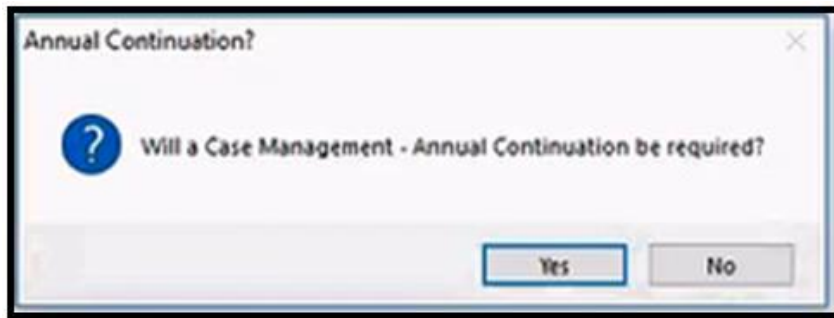 Annual Continuation?
Will a Case Management - Annual Continuation be required?
Yes No